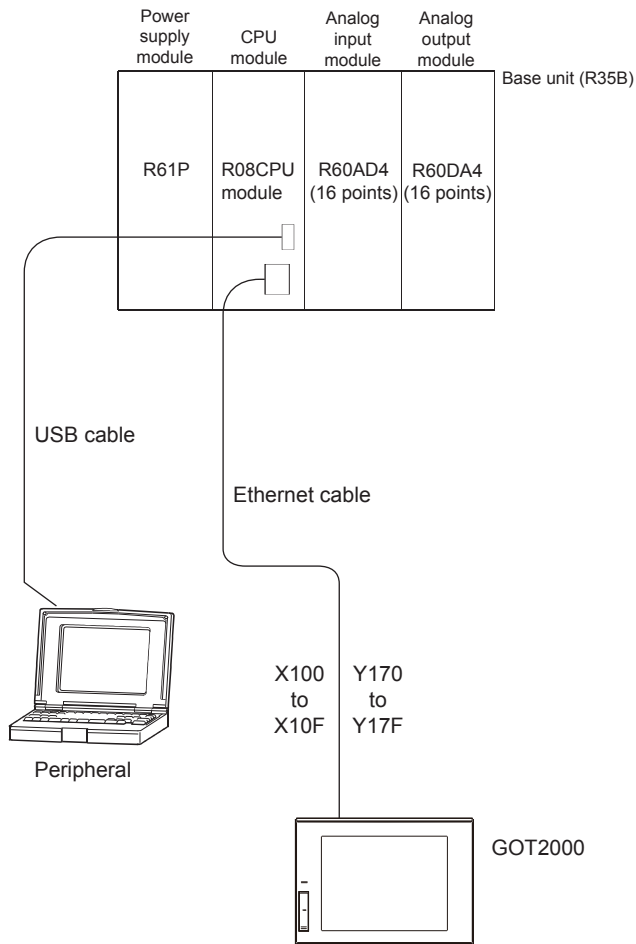 Power
supply
module
CPU
module
Analog
input
module
Analog
output
module
Base unit (R35B)
R61P
R08CPU
module
R60AD4
(16 points)
R60DA4
(16 points)
USB cable
Ethernet cable
X100
to
X10F
Y170
to
Y17F
Peripheral
GOT2000